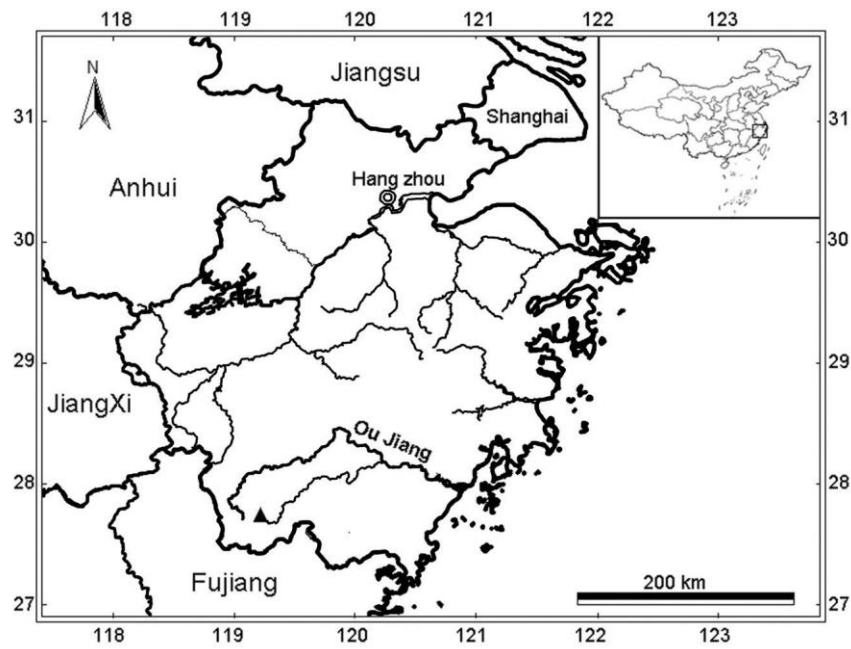 118 119 120 121 122 123
N
Jiangsu
31 31
Shanghai
Anhui
Hang zhou
30 30
29 29
JiangXi
Ou Jiang
28 28
Fujiang
200 km
27 27
118 119 120 121 122 123